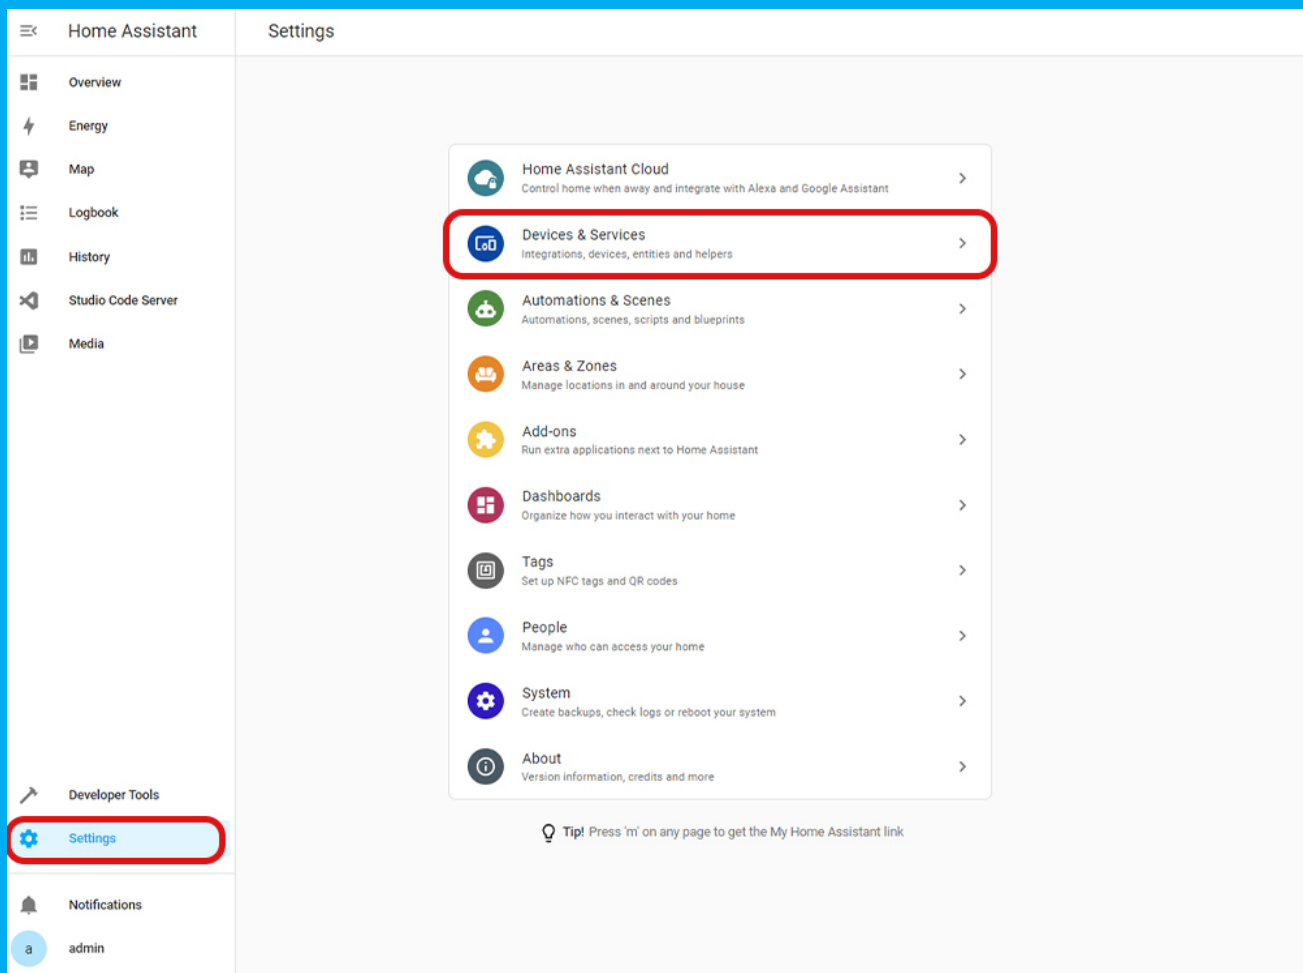 Home Assistant
Settings
Overview
Energy
Map
Logbook
History
Studio Code Server
Media
Developer Tools
Settings
Notifications
a
admin
Home Assistant Cloud
Control home when away and integrate with Alexa and Google Assistant
Devices & Services
Integrations, devices, entities and helpers
Automations & Scenes
Automations, scenes, scripts and blueprints
Areas & Zones
Manage locations in and around your house
Add-ons
Run extra applications next to Home Assistant
Dashboards
Organize how you interact with your home
Tags
Set up NFC tags and QR codes
People
Manage who can access your home
System
Create backups, check logs or reboot your system
About
Version information, credits and more
Tip! Press 'm' on any page to get the My Home Assistant link